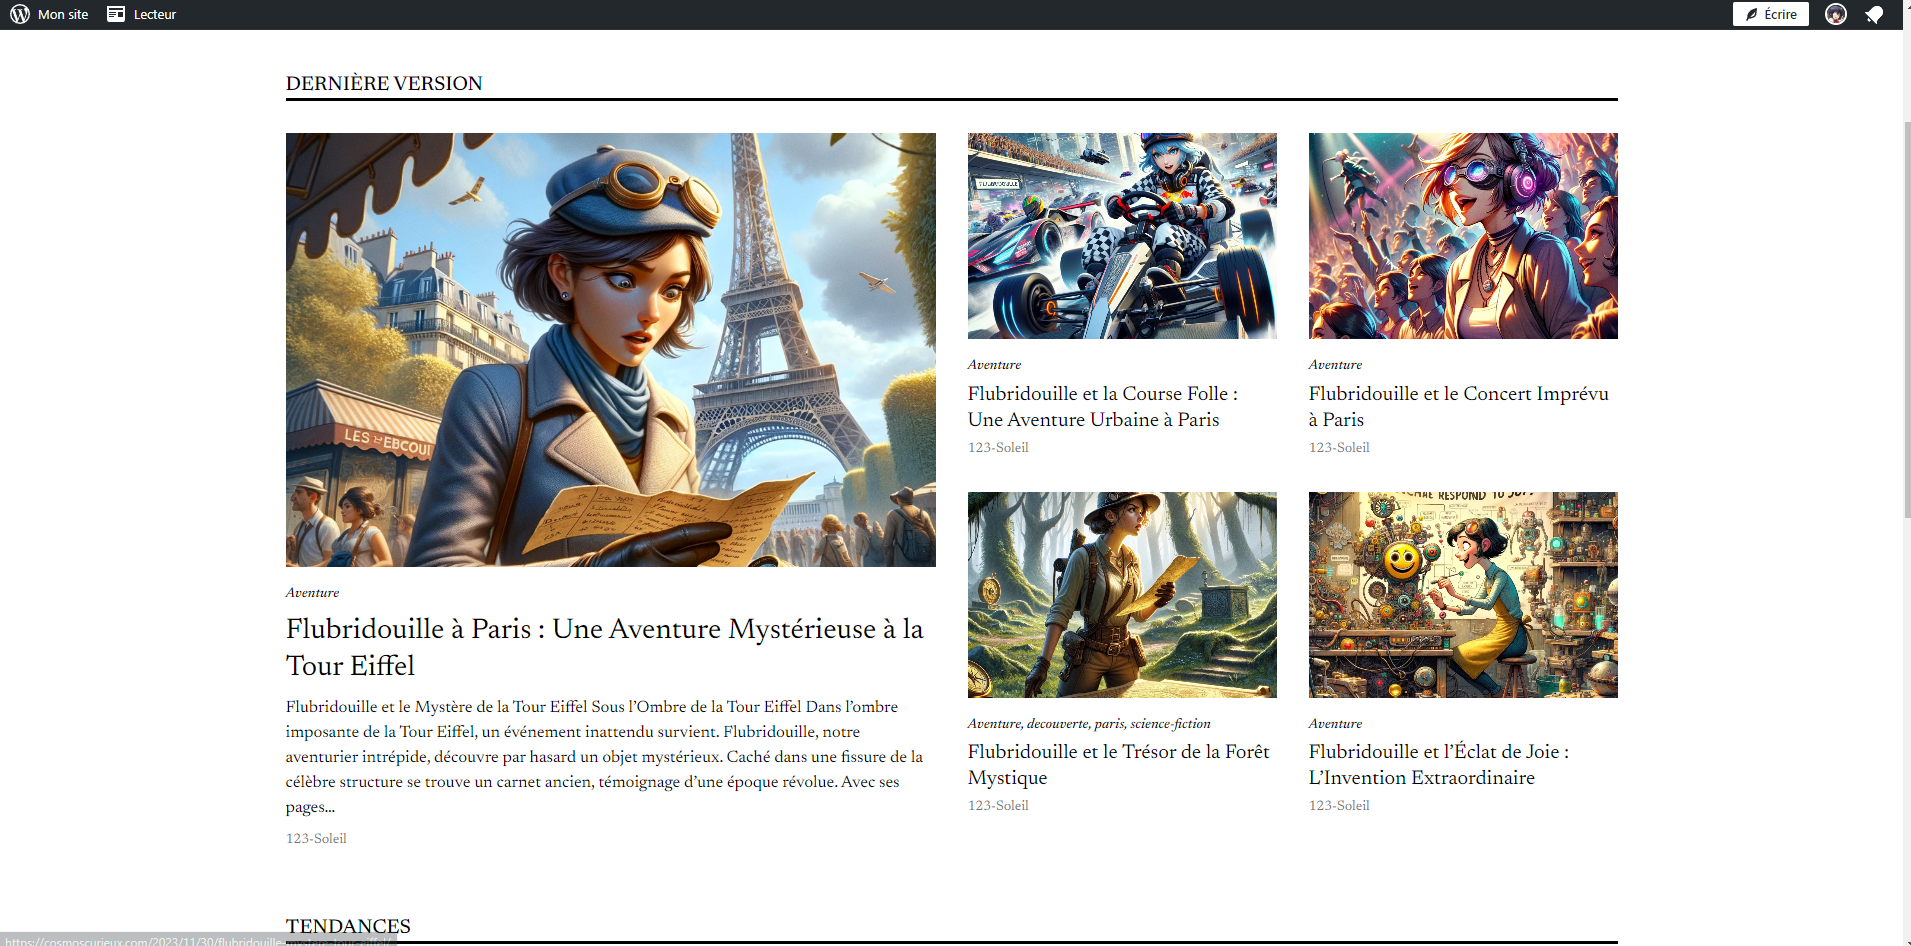 Mon site
Lecteur
Écrire
DERNIÈRE VERSION
LES
Aventure
Flubridouille à Paris : Une Aventure Mystérieuse à la
Tour Eiffel
Flubridouille et le Mystère de la Tour Eiffel Sous l’Ombre de la Tour Eiffel Dans l’ombre
imposante de la Tour Eiffel, un événement inattendu survient. Flubridouille, notre
aventurier intrépide, découvre par hasard un objet mystérieux. Caché dans une fissure de la
célèbre structure se trouve un carnet ancien, témoignage d’une époque révolue. Avec ses
pages…
123-Soleil
Aventure
Flubridouille et la Course Folle :
Une Aventure Urbaine à Paris
123-Soleil
Aventure
Flubridouille et le Concert Imprévu
à Paris
123-Soleil
Aventure, decouverte, paris, science-fiction
Flubridouille et le Trésor de la Forêt
Mystique
123-Soleil
RESPOND TO
Aventure
Flubridouille et l’Éclat de Joie :
L’Invention Extraordinaire
123-Soleil
TENDANCES
https://cosmoscurieux.com/2023/11/30/flubridouille-mystere-tour-eiffel/